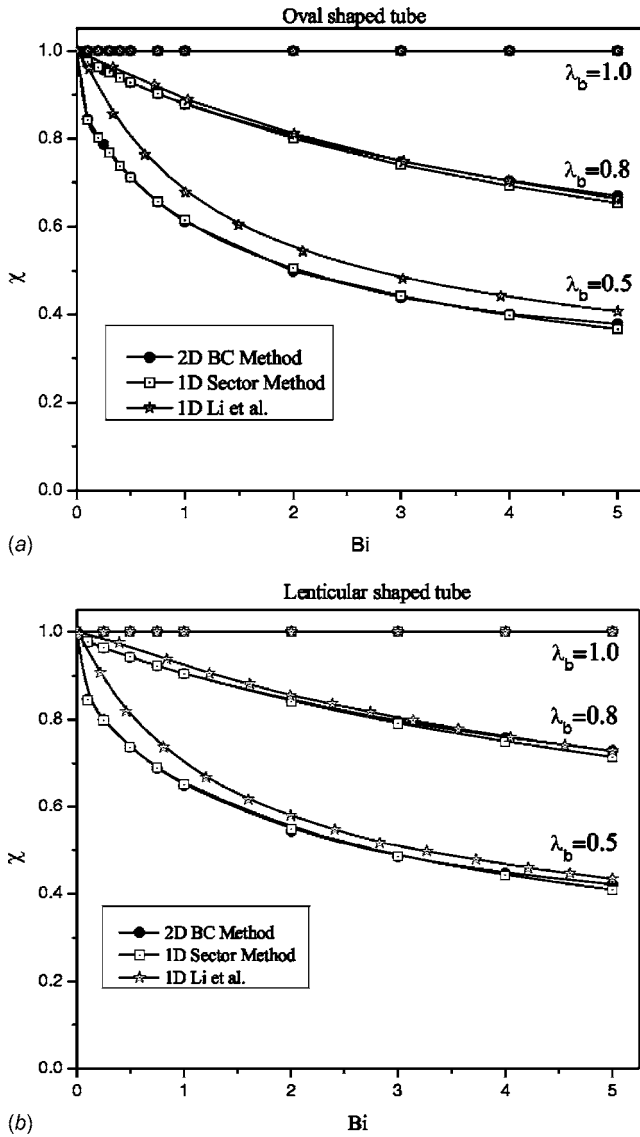 Oval shaped tube
1.0
λb=1.0
0.8
λb=0.8
0.6
χ
λb=0.5
0.4
2D BC Method
1D Sector Method
0.2
1D Li et al.
0.0
0 1 2 3 4 5
(a)
Bi
Lenticular shaped tube
1.0
λb=1.0
0.8
λb=0.8
0.6
χ
λb=0.5
0.4
2D BC Method
0.2
1D Sector Method
1D Li et al.
0.0
0 1 2 3 4 5
(b)
Bi